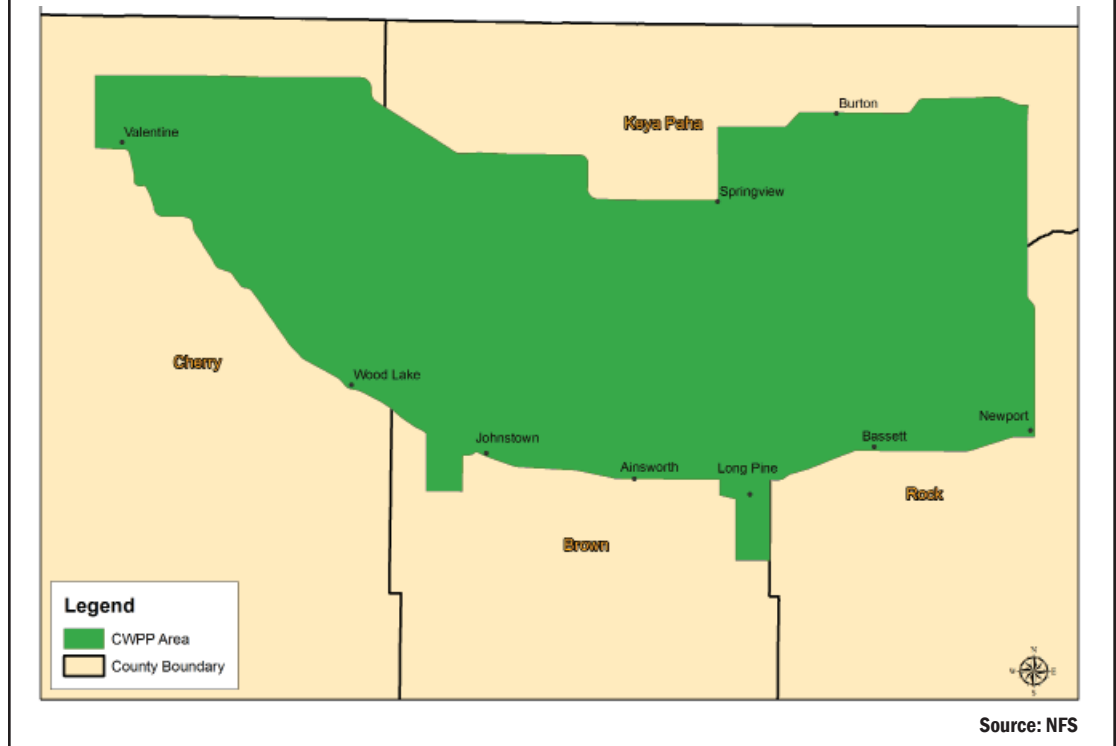 Burton
Keya Paha
Valentine
Springview
Cherry
Wood Lake
Newport
Johnstown
Bassett
Ainsworth
Long Pine
Rock
Brown
Legend
CWPP Area
County Boundary
N
W
E
S
Source: NFS